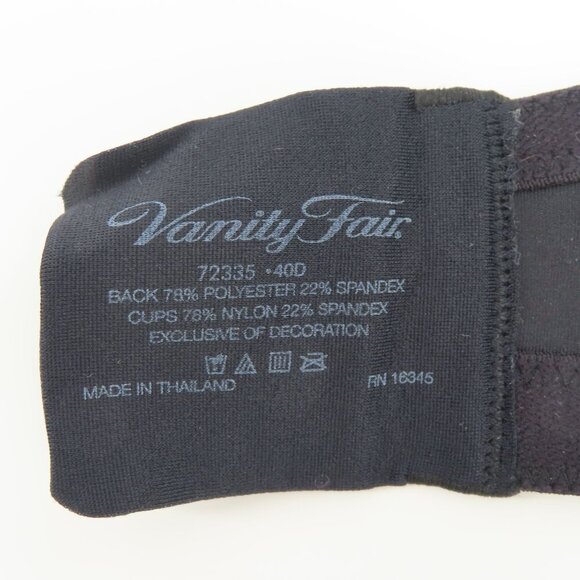 Vanity Fair.
72335 • 40D
BACK 78% POLYESTER 22% SPANDEX
CUPS 78% NYLON 22% SPANDEX
EXCLUSIVE OF DECORATION
MADE IN THAILAND RN 16345